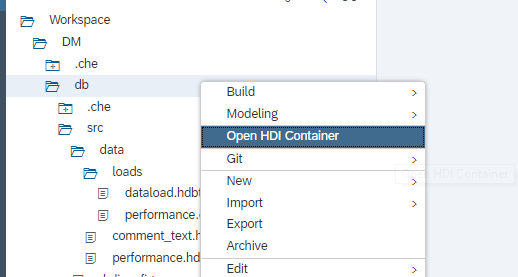 Workspace
DM
.che
db
.che
src
data
loads
dataload.hdbt
performance.
comment_text.h
performance.hd
Build
Modeling
Open HDI Container
Git
New
Import
Export
Archive
Edit
Open HDI Container